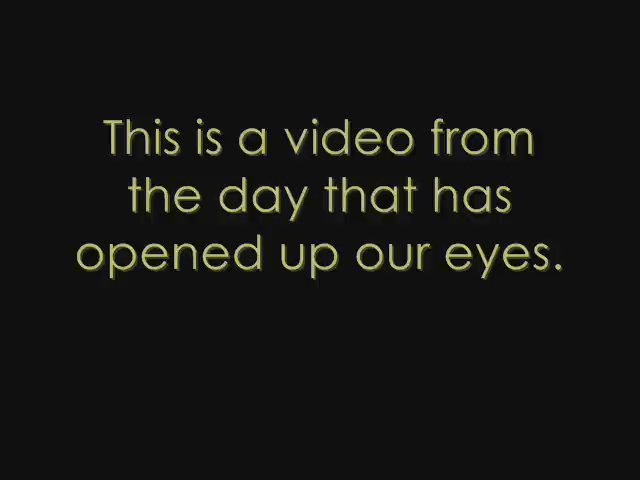 This is a video from
the day that has
opened up our eyes.